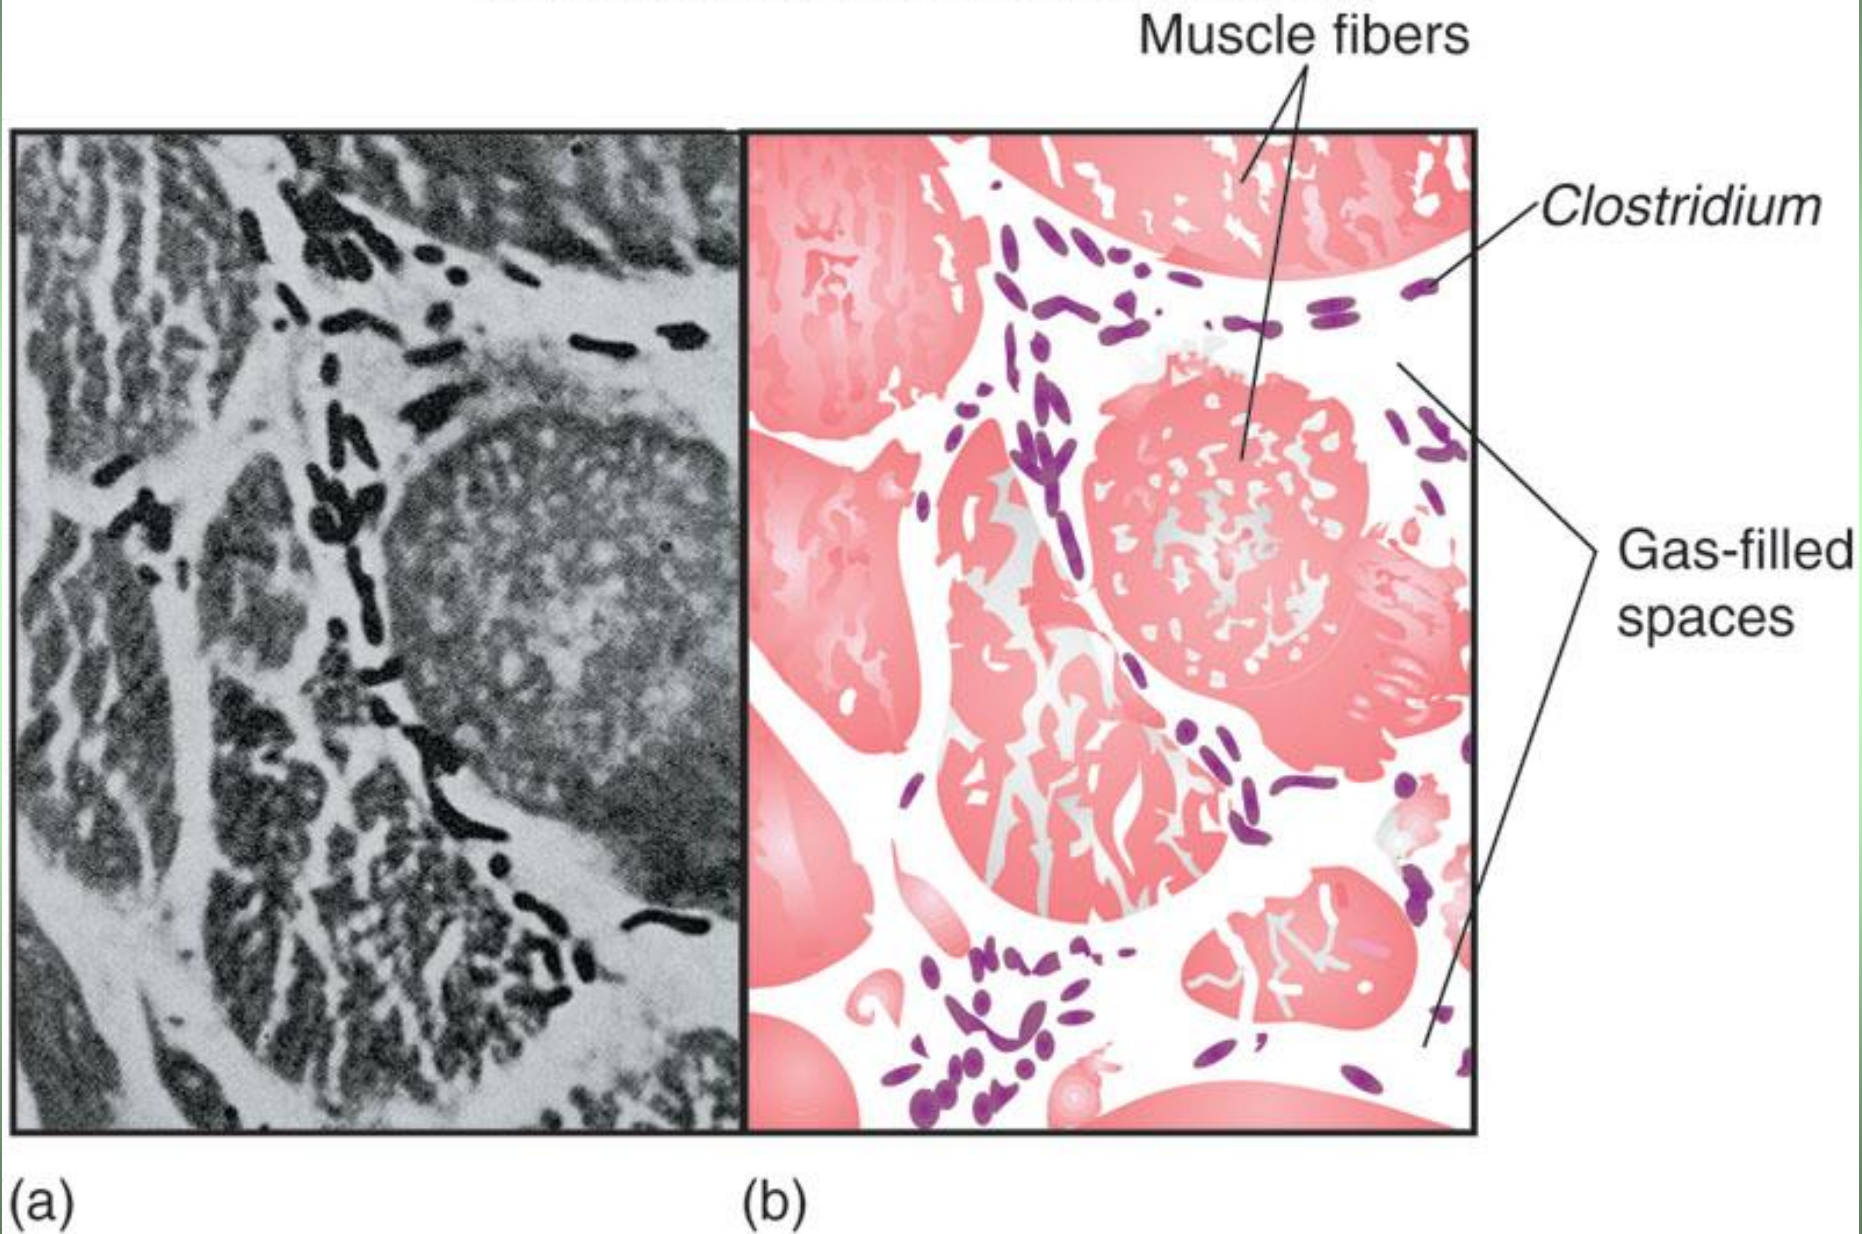 Muscle fibers
Clostridium
Gas-filled
spaces
(a)
(b)